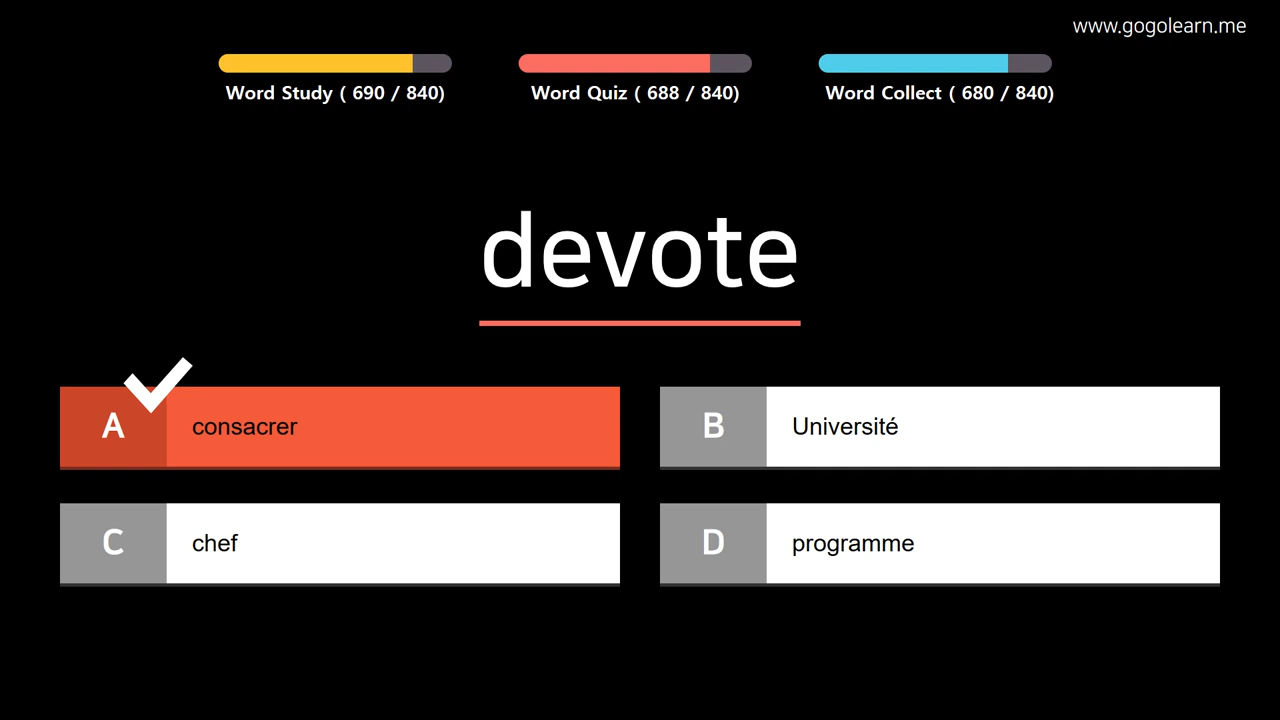 www.gogolearn.me
Word Study ( 690 / 840)
Word Quiz ( 688 / 840)
Word Collect ( 680 / 840)
devote
A consacrer
B Université
C chef
D programme